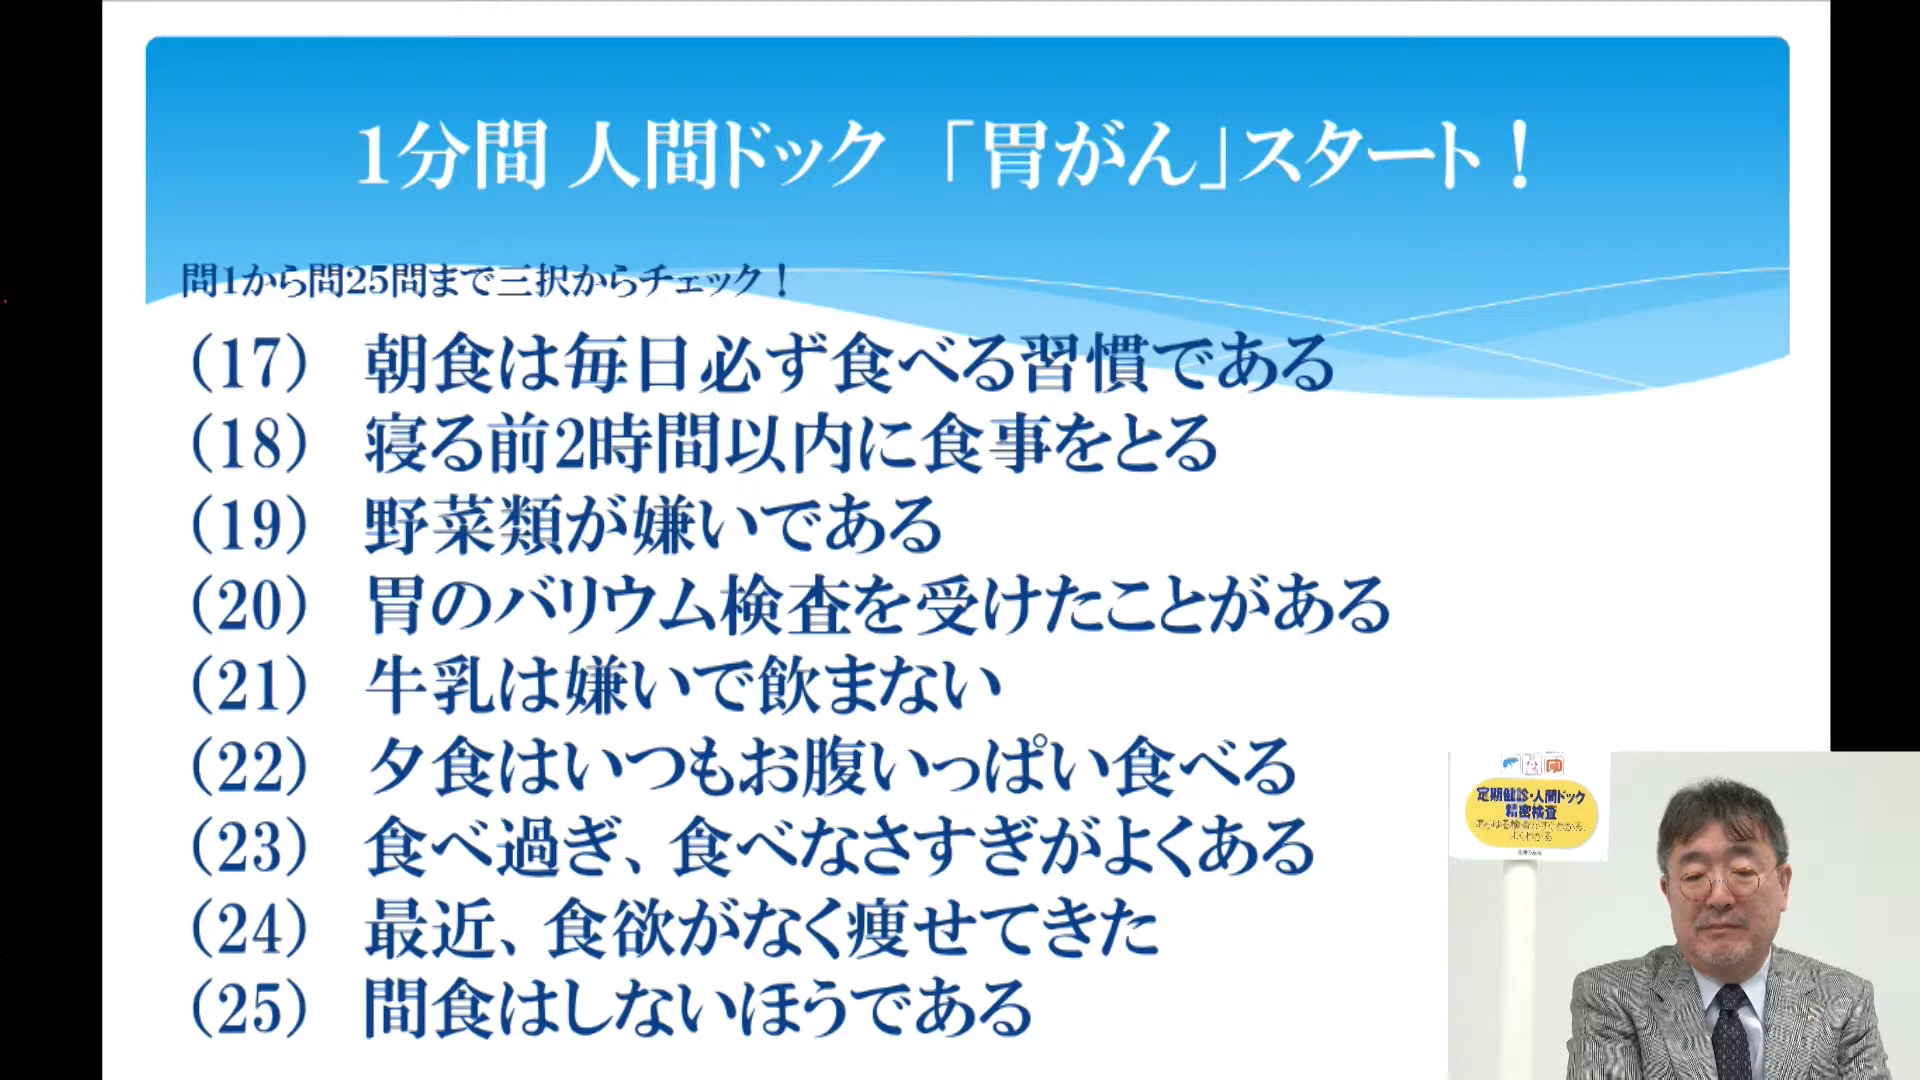 1分間 人間ドック 「胃がん」スタート！
問1から問25問まで三択からチェック！
（17） 朝食は毎日必ず食べる習慣である
（18） 寝る前2時間以内に食事をとる
（19） 野菜類が嫌いである
（20） 胃のバリウム検査を受けたことがある
（21） 牛乳は嫌いで飲まない
（22） 夕食はいつもお腹いっぱい食べる
（23） 食べ過ぎ、食べなさすぎがよくある
（24） 最近、食欲がなく痩せてきた
（25） 間食はしないほうである
定期健診・人間ドック
精密検査